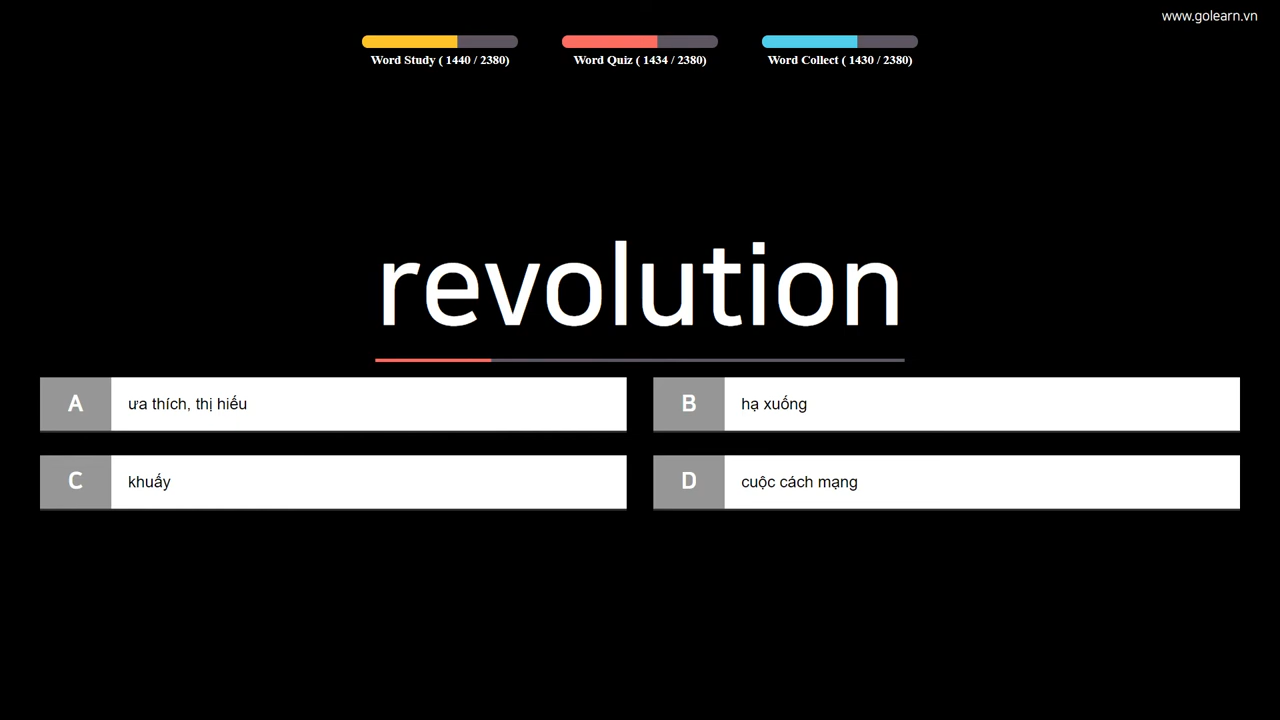 www.golearn.vn
Word Study ( 1440 / 2380)
Word Quiz ( 1434 / 2380)
Word Collect ( 1430 / 2380)
revolution
A ưa thích, thị hiếu
B hạ xuống
C khuấy
D cuộc cách mạng